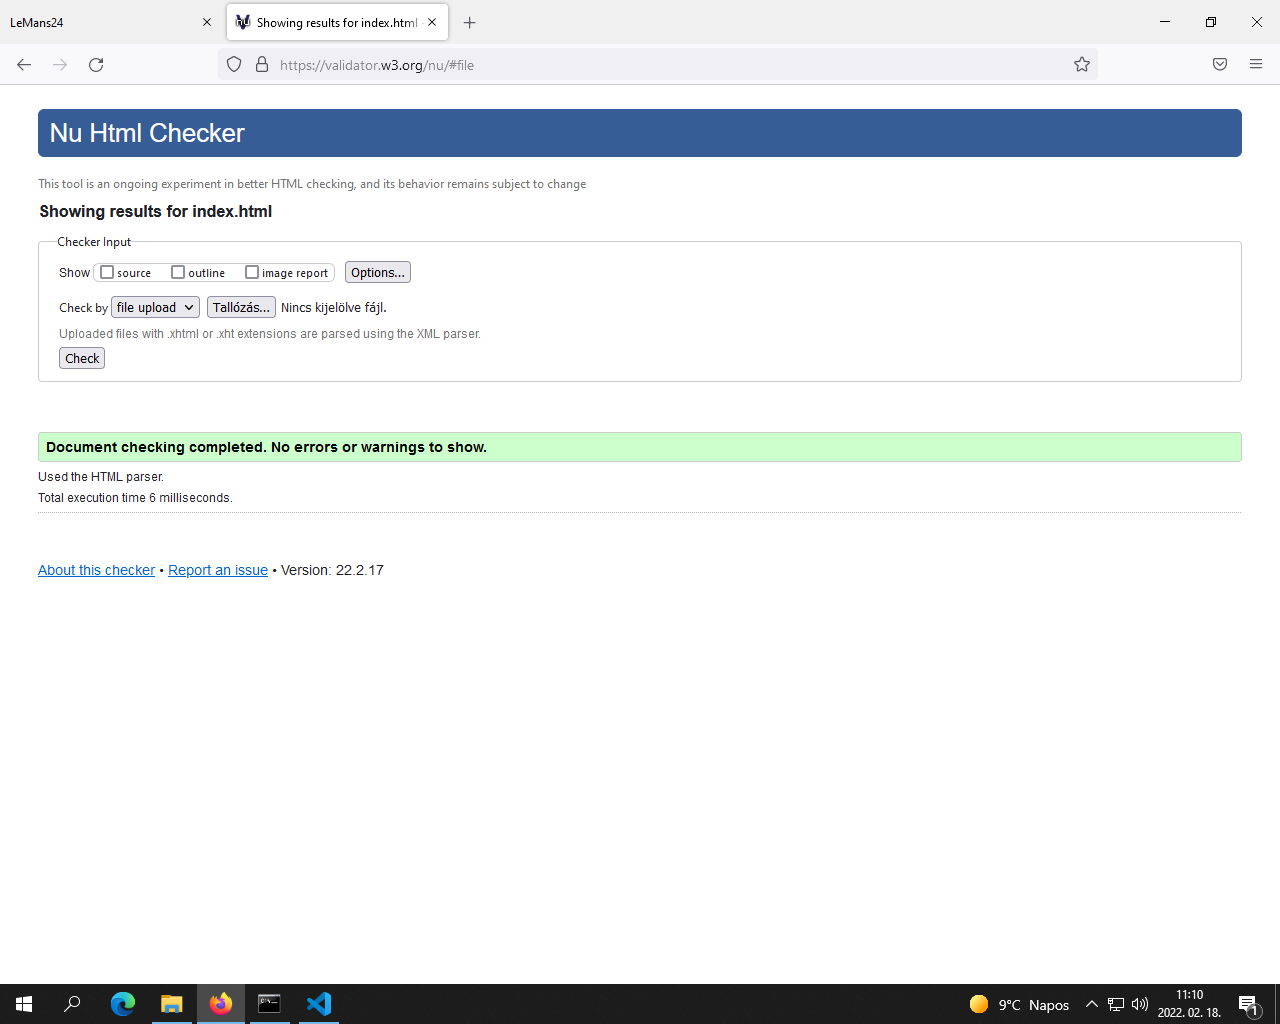 LeMans24
Showing results for index.html
https://validator.w3.org/nu/#file
Nu Html Checker
This tool is an ongoing experiment in better HTML checking, and its behavior remains subject to change
Showing results for index.html
Checker Input
Show source outline image report Options...
Check by file upload Tallózás... Nincs kijelölve fájl.
Uploaded files with .xhtml or .xht extensions are parsed using the XML parser.
Check
Document checking completed. No errors or warnings to show.
Used the HTML parser.
Total execution time 6 milliseconds.
About this checker • Report an issue • Version: 22.2.17
9°C Napos
11:10
2022. 02. 18.
1